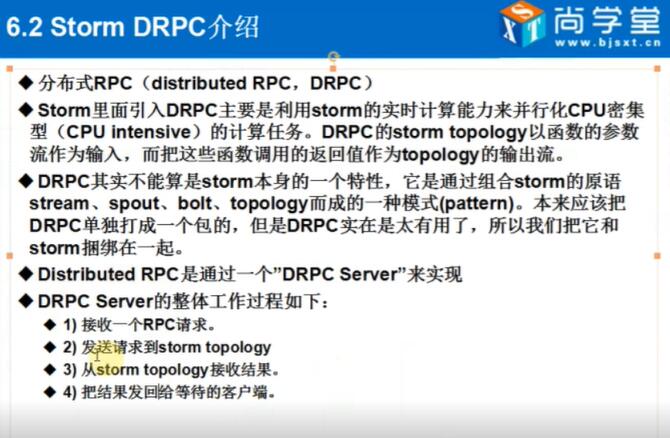 6.2 Storm DRPC介绍
尚学堂
www.bjsxt.cn
分布式RPC（distributed RPC，DRPC）
Storm里面引入DRPC主要是利用storm的实时计算能力来并行化CPU密集
型（CPU intensive）的计算任务。DRPC的storm topology以函数的参数
流作为输入，而把这些函数调用的返回值作为topology的输出流。
DRPC其实不能算是storm本身的一个特性，它是通过组合storm的原语
stream、spout、bolt、topology而成的一种模式(pattern)。本来应该把
DRPC单独打成一个包的，但是DRPC实在是太有用了，所以我们把它和
storm捆绑在一起。
Distributed RPC是通过一个”DRPC Server”来实现
DRPC Server的整体工作过程如下：
1) 接收一个RPC请求。
2) 发送请求到storm topology
3) 从storm topology接收结果。
4) 把结果发回给等待的客户端。